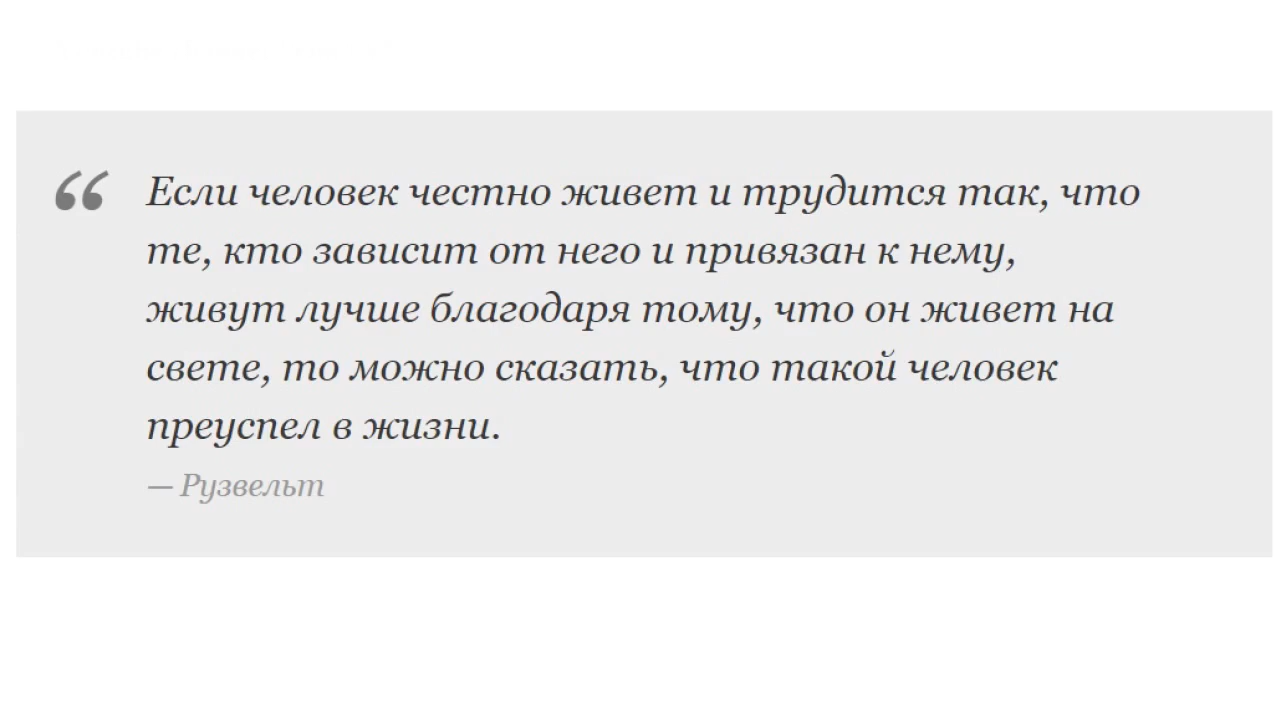 “ Если человек честно живет и трудится так, что
те, кто зависит от него и привязан к нему,
живут лучше благодаря тому, что он живет на
свете, то можно сказать, что такой человек
преуспел в жизни.
— Рузвельт